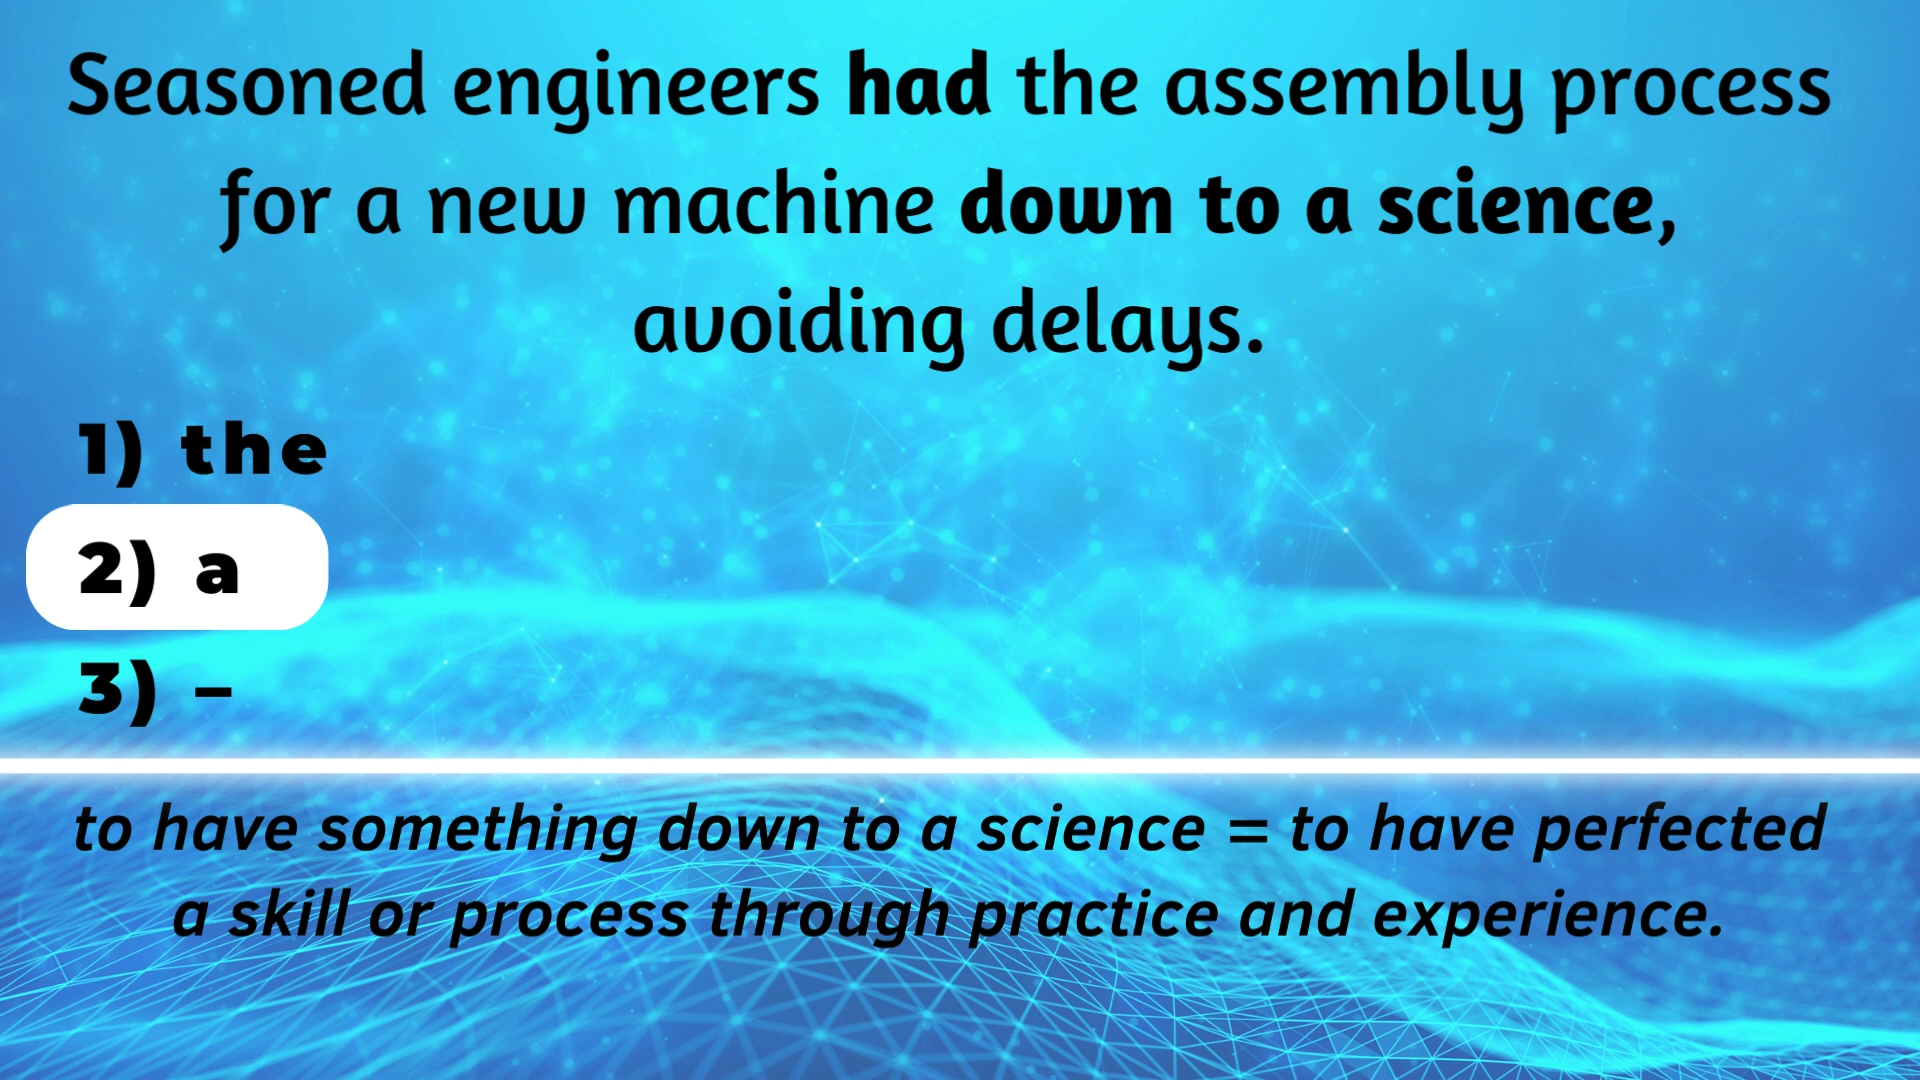 Seasoned engineers had the assembly process
for a new machine down to a science,
avoiding delays.
1) the
2) a
3) –
to have something down to a science = to have perfected
a skill or process through practice and experience.